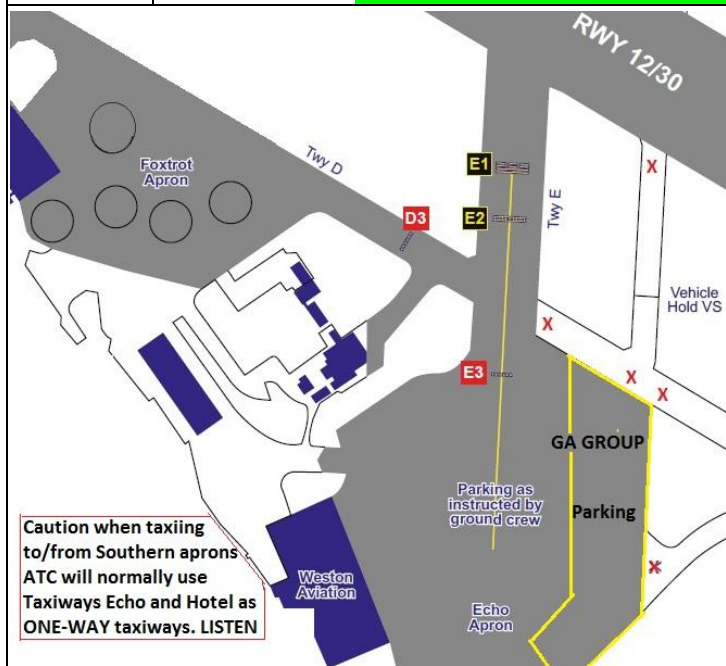 RWY 12/30
E1
Foxtrot
Apron
Twy D
X
E2
Twy E
D3
Vehicle
Hold VS
X
E3
X
X
GA GROUP
Parking as
instructed by
ground crew
Parking
Caution when taxiing
to/from Southern aprons
ATC will normally use
Taxiways Echo and Hotel as
ONE-WAY taxiways. LISTEN
Weston
Aviation
X
Echo
Apron